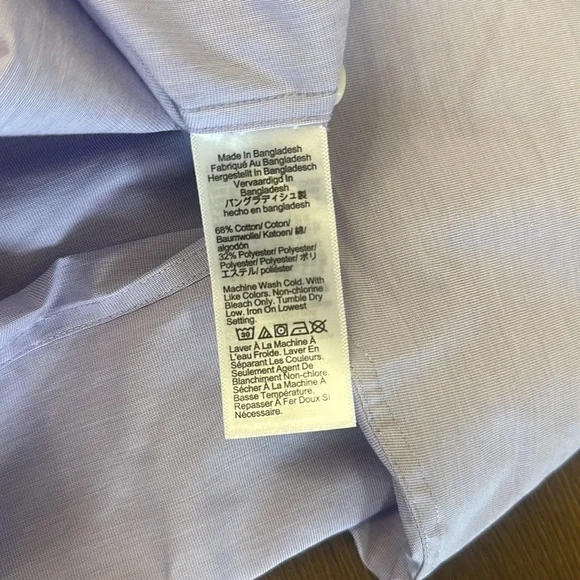 Made In Bangladesh
Fabriqué Au Bangladesh
Hergestellt In Bangladesch
Vervaardigd In
Bangladesh
バングラディシュ製
hecho en bangladesh
68% Cotton/ Coton/
Baumwolle/ Katoen/ 綿/
algodón
32% Polyester/ Polyester/
Polyester/ Polyester/ ポリ
エステル/ poliéster
Machine Wash Cold. With
Like Colors. Non-chlorine
Bleach Only. Tumble Dry
Low. Iron On Lowest
Setting.
30
Laver À La Machine À
L'eau Froide. Laver En
Séparant Les Couleurs.
Seulement Agent De
Blanchiment Non-chlore.
Sécher À La Machine À
Basse Température.
Repasser À Fer Doux Si
Nécessaire.